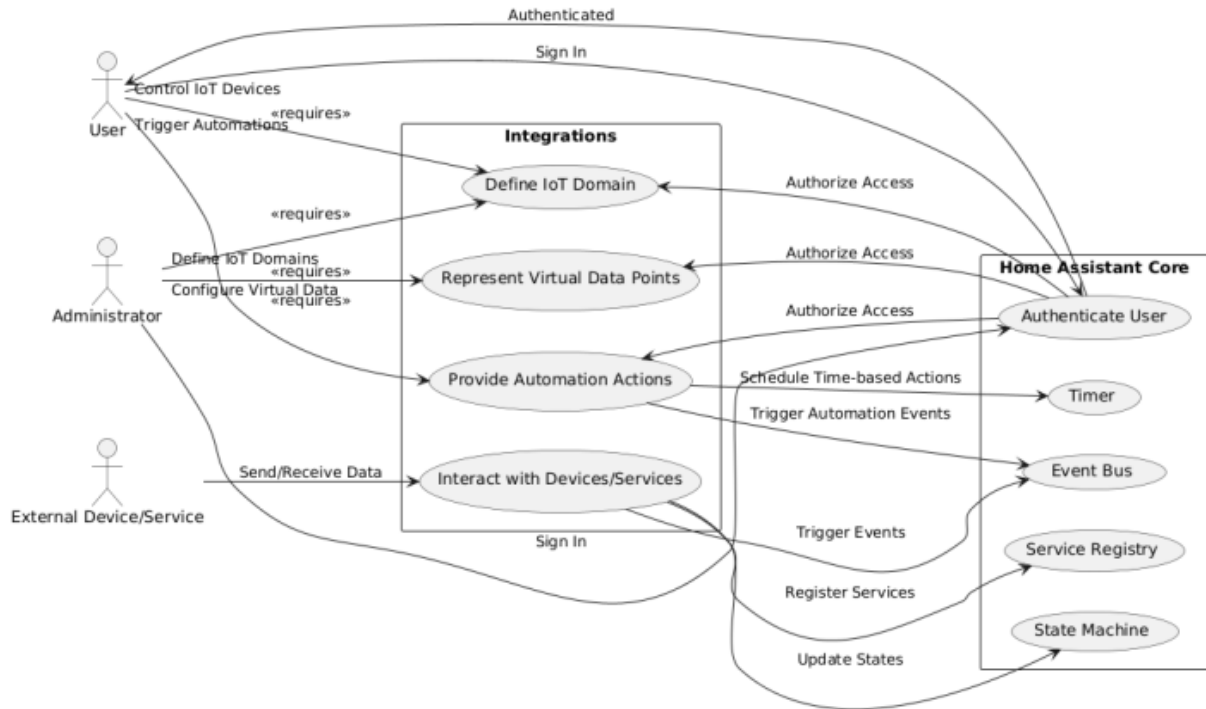 Authenticated
Sign In
Control IoT Devices
«requires»
User
Trigger Automations
Integrations
Define IoT Domain
Authorize Access
«requires»
Define IoT Domains
«requires»
Authorize Access
Home Assistant Core
Represent Virtual Data Points
Configure Virtual Data
«requires»
Administrator
Authorize Access
Authenticate User
Provide Automation Actions
Schedule Time-based Actions
Timer
Trigger Automation Events
Send/Receive Data
Interact with Devices/Services
Event Bus
External Device/Service
Trigger Events
Sign In
Service Registry
Register Services
State Machine
Update States